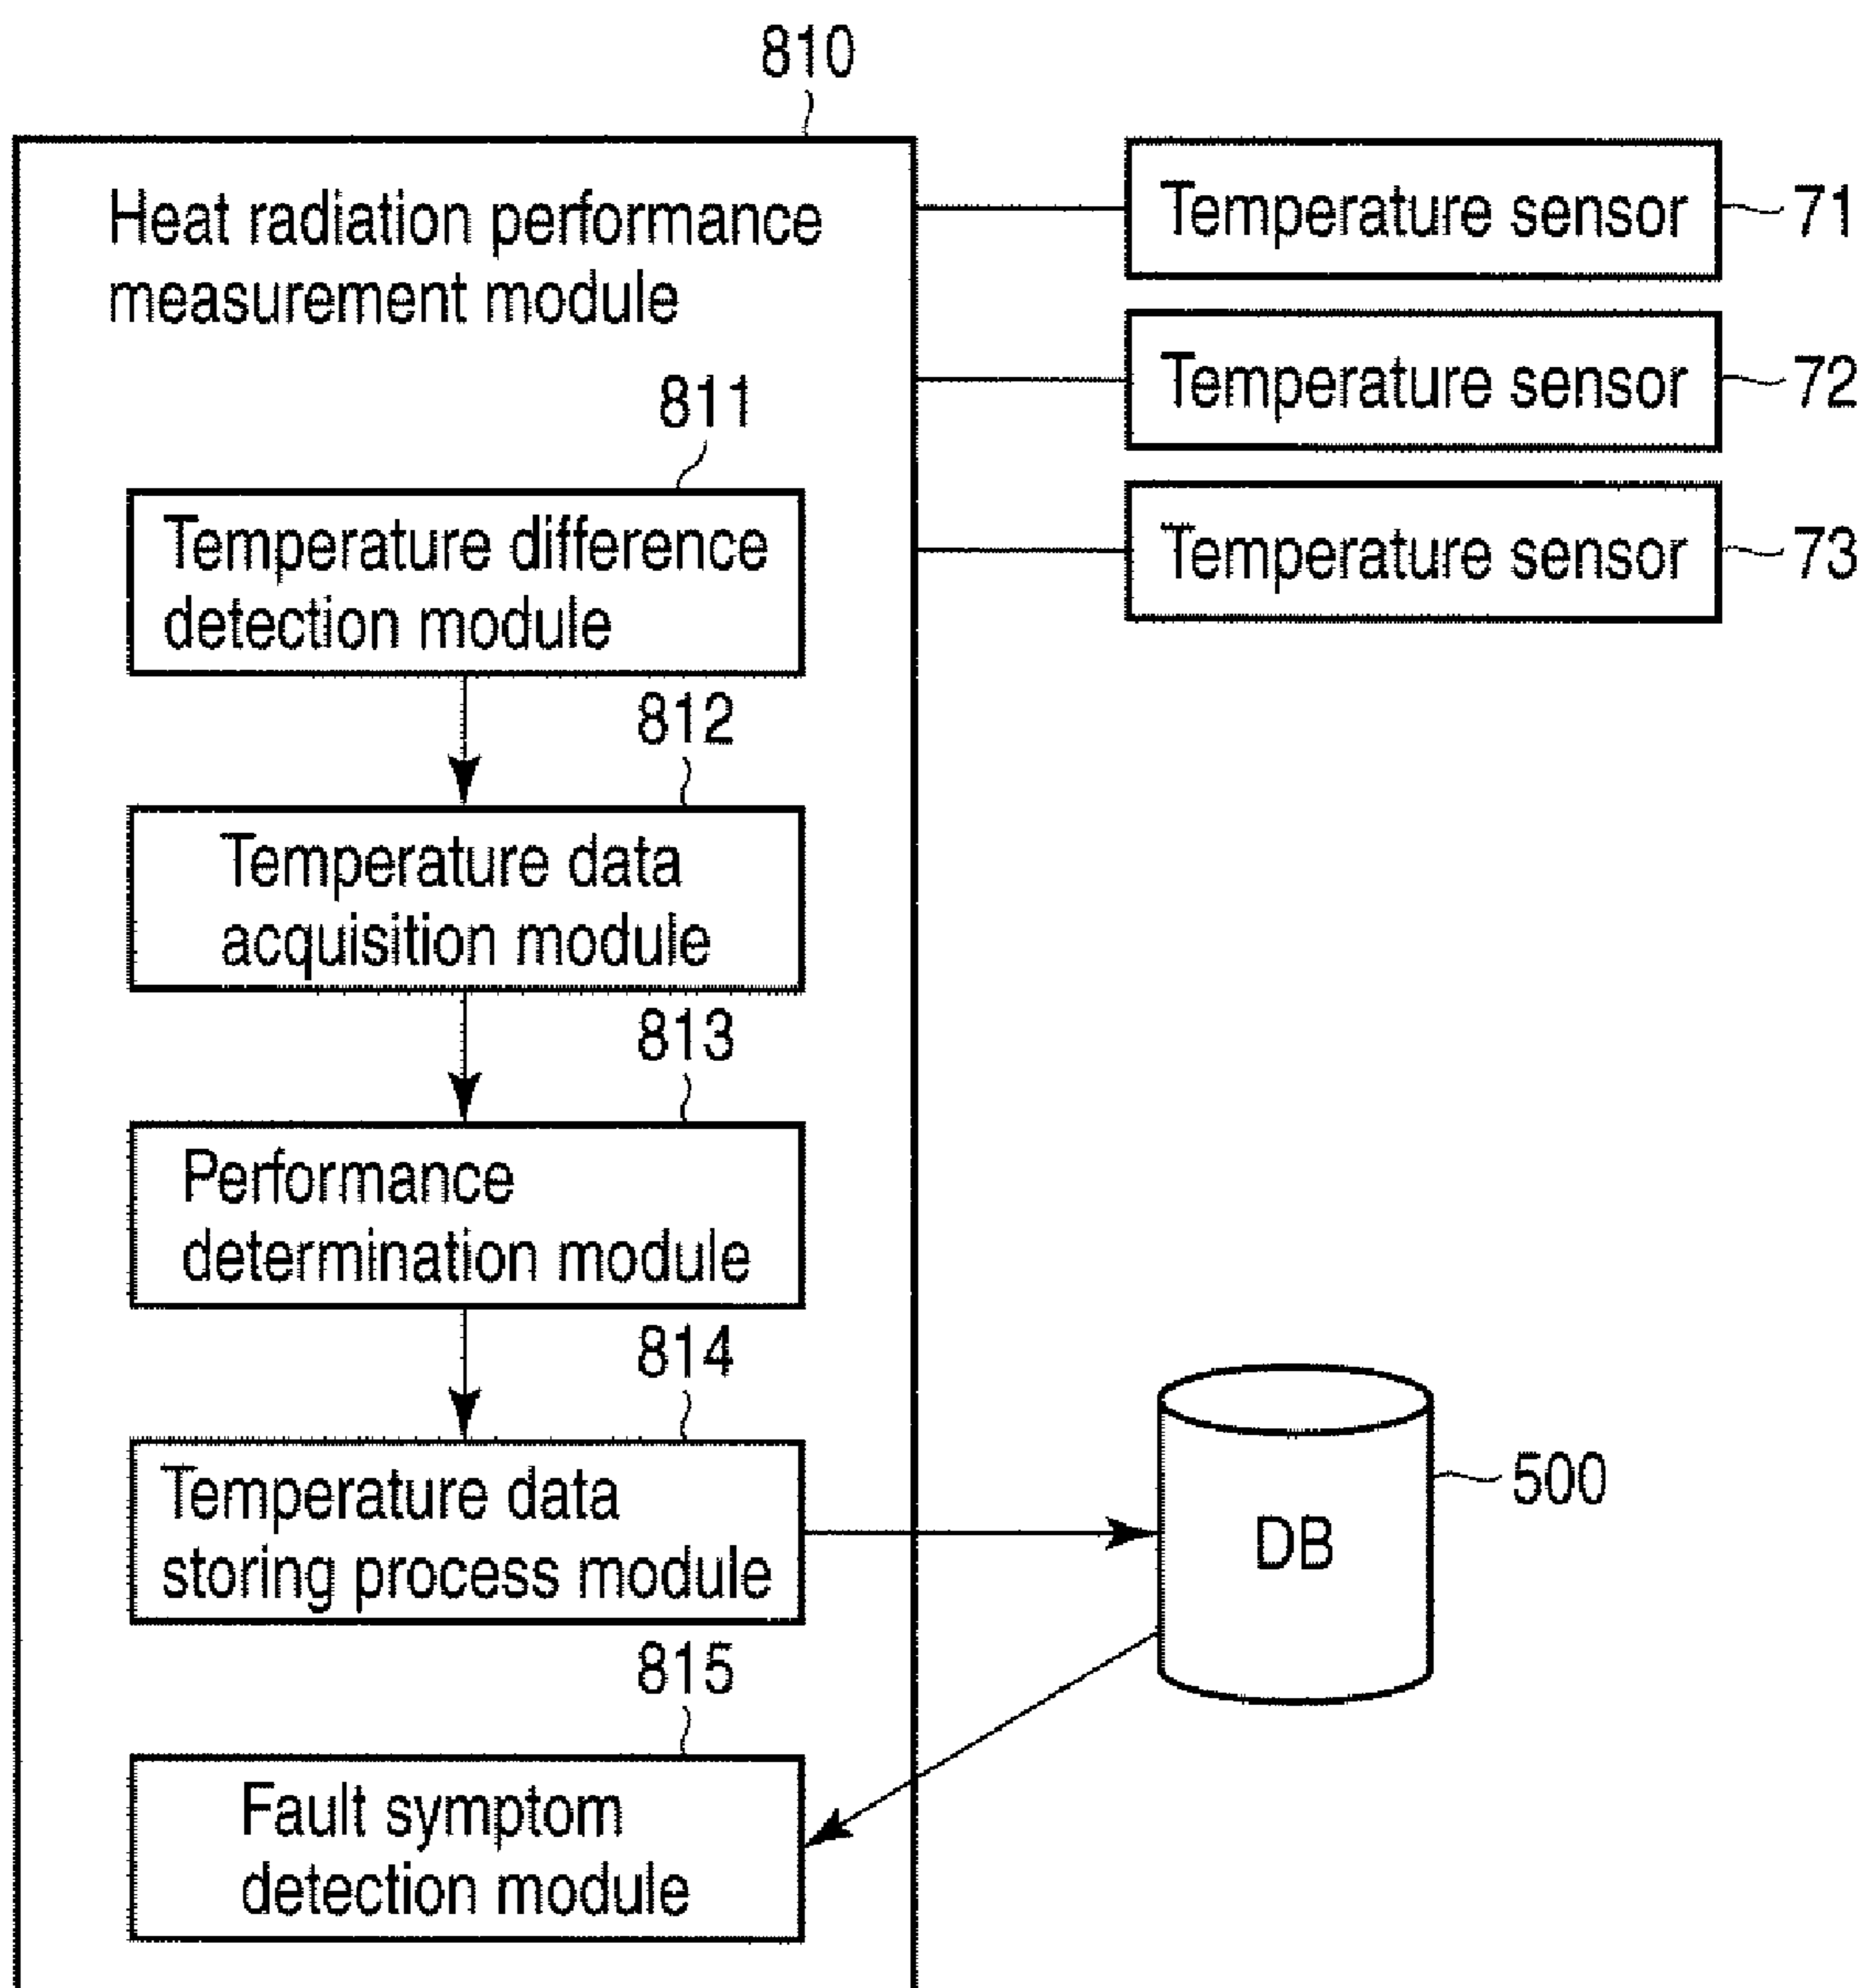 810
Heat radiation performance
measurement module
Temperature sensor
71
Temperature sensor
72
Temperature sensor
73
811
Temperature difference
detection module
812
Temperature data
acquisition module
813
Performance
determination module
814
Temperature data
storing process module
DB
500
815
Fault symptom
detection module